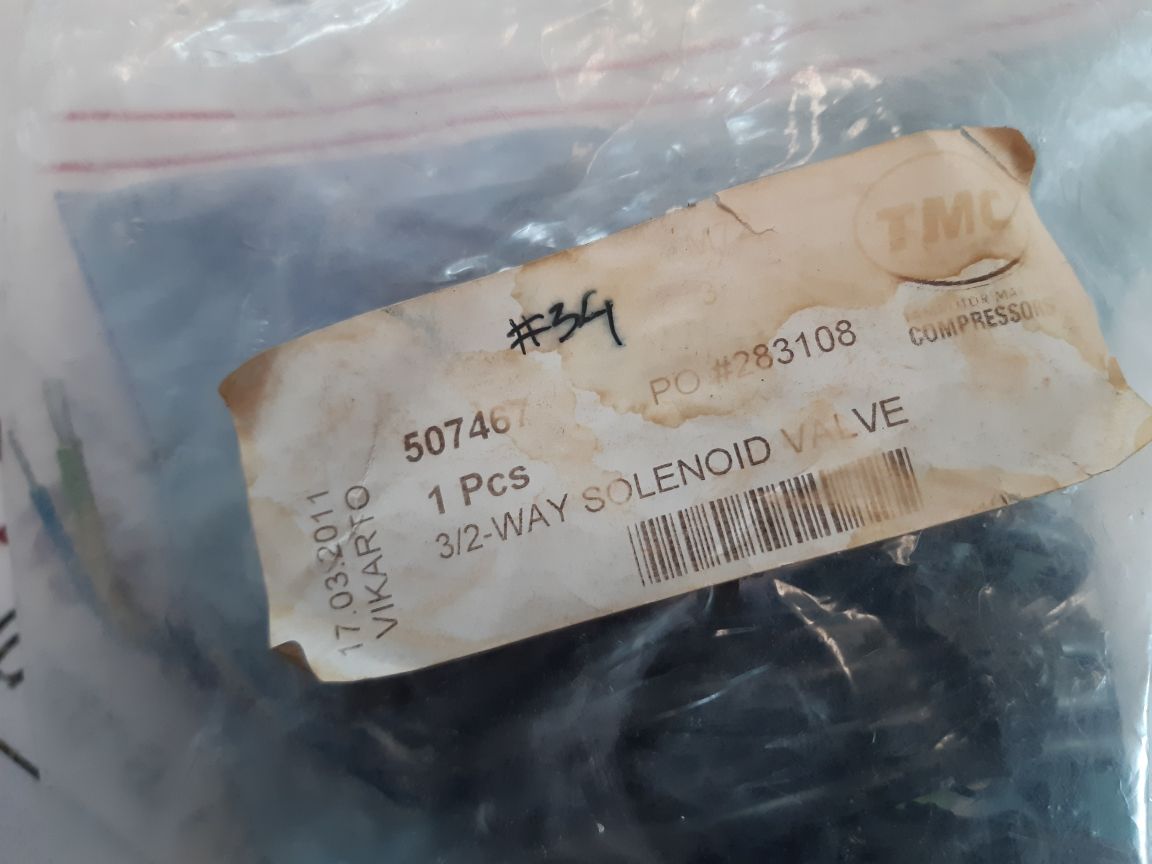 TMC
COMPRESSORS
#34
PO #283108
507467
1 Pcs
3/2-WAY SOLENOID VALVE
17.03.2011
VIKARTO